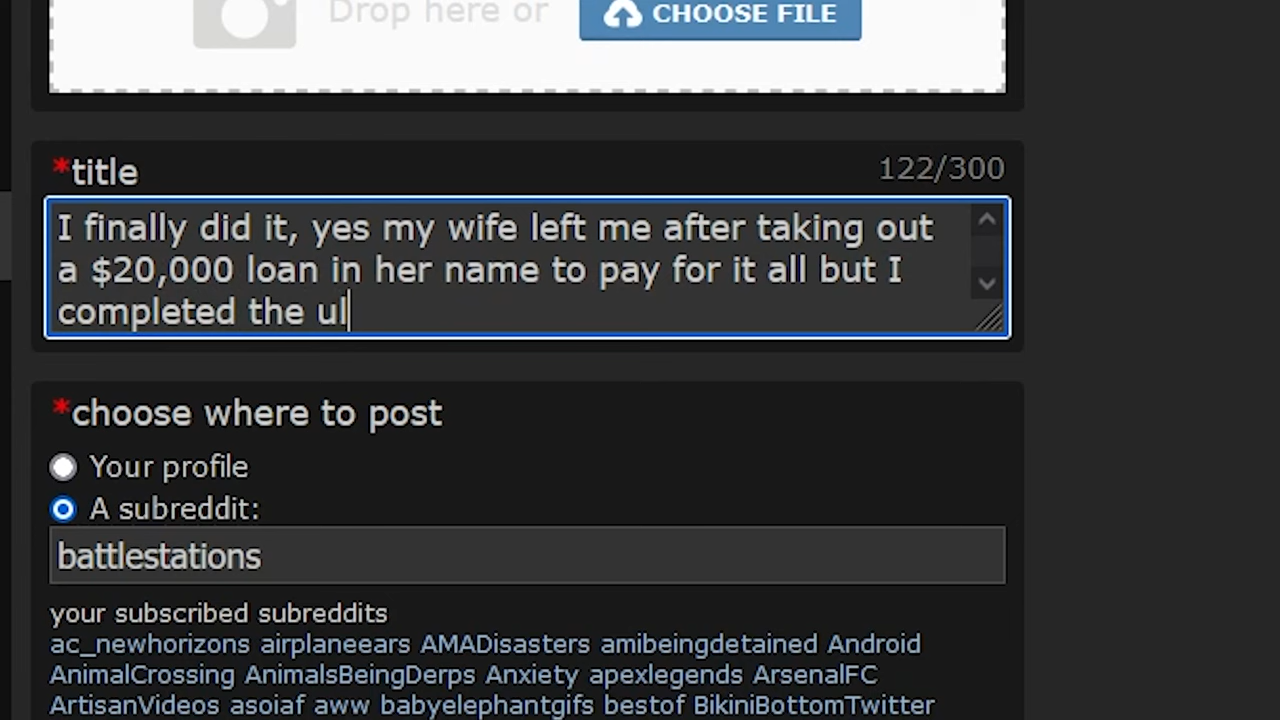 Drop here or CHOOSE FILE
*title 122/300
I finally did it, yes my wife left me after taking out
a $20,000 loan in her name to pay for it all but I
completed the ul
*choose where to post
Your profile
A subreddit:
battlestations
your subscribed subreddits
ac_newhorizons airplaneears AMADisasters amibeingdetained Android
AnimalCrossing AnimalsBeingDerps Anxiety apexlegends ArsenalFC
ArtisanVideos asoiaf aww babyelephantgifs bestof BikiniBottomTwitter